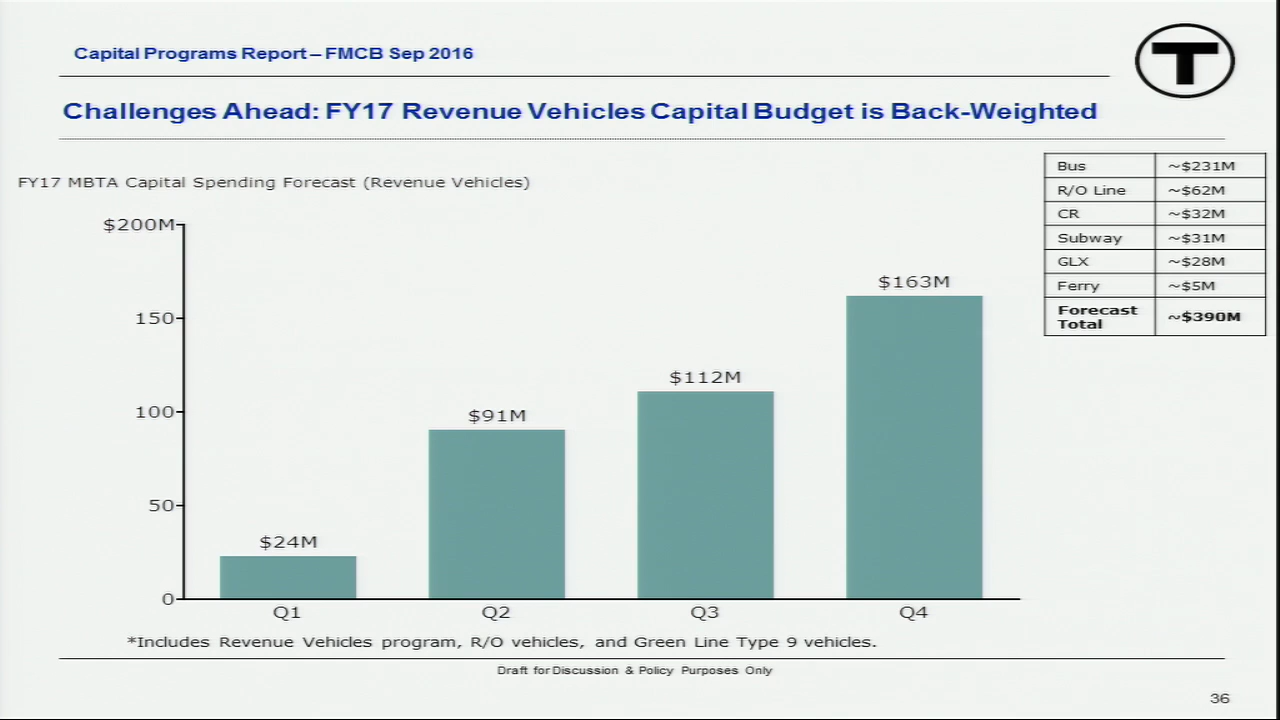 Capital Programs Report – FMCB Sep 2016
T
Challenges Ahead: FY17 Revenue Vehicles Capital Budget is Back-Weighted
FY17 MBTA Capital Spending Forecast (Revenue Vehicles)
Bus ~$231M
R/O Line ~$62M
CR ~$32M
Subway ~$31M
GLX ~$28M
Ferry ~$5M
Forecast
Total ~$390M
$200M
150
100
50
0
$24M
$91M
$112M
$163M
Q1 Q2 Q3 Q4
*Includes Revenue Vehicles program, R/O vehicles, and Green Line Type 9 vehicles.
Draft for Discussion & Policy Purposes Only
36